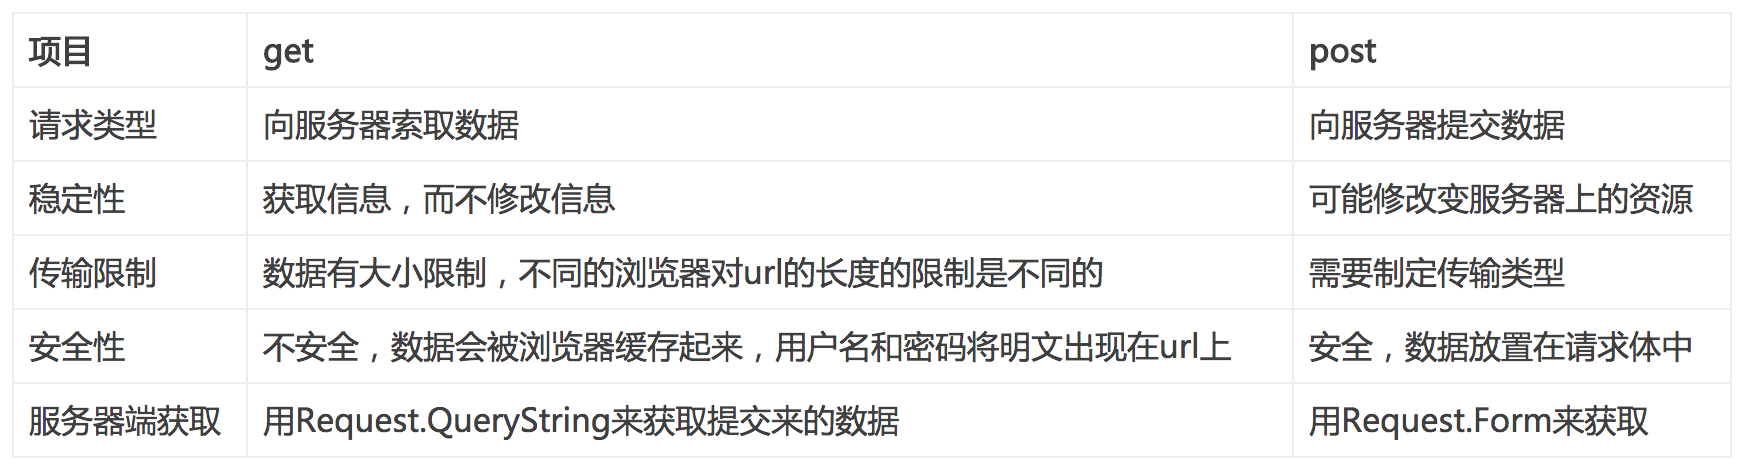 项目 get post
请求类型 向服务器索取数据 向服务器提交数据
稳定性 获取信息，而不修改信息 可能修改变服务器上的资源
传输限制 数据有大小限制，不同的浏览器对url的长度的限制是不同的 需要制定传输类型
安全性 不安全，数据会被浏览器缓存起来，用户名和密码将明文出现在url上 安全，数据放置在请求体中
服务器端获取 用Request.QueryString来获取提交来的数据 用Request.Form来获取